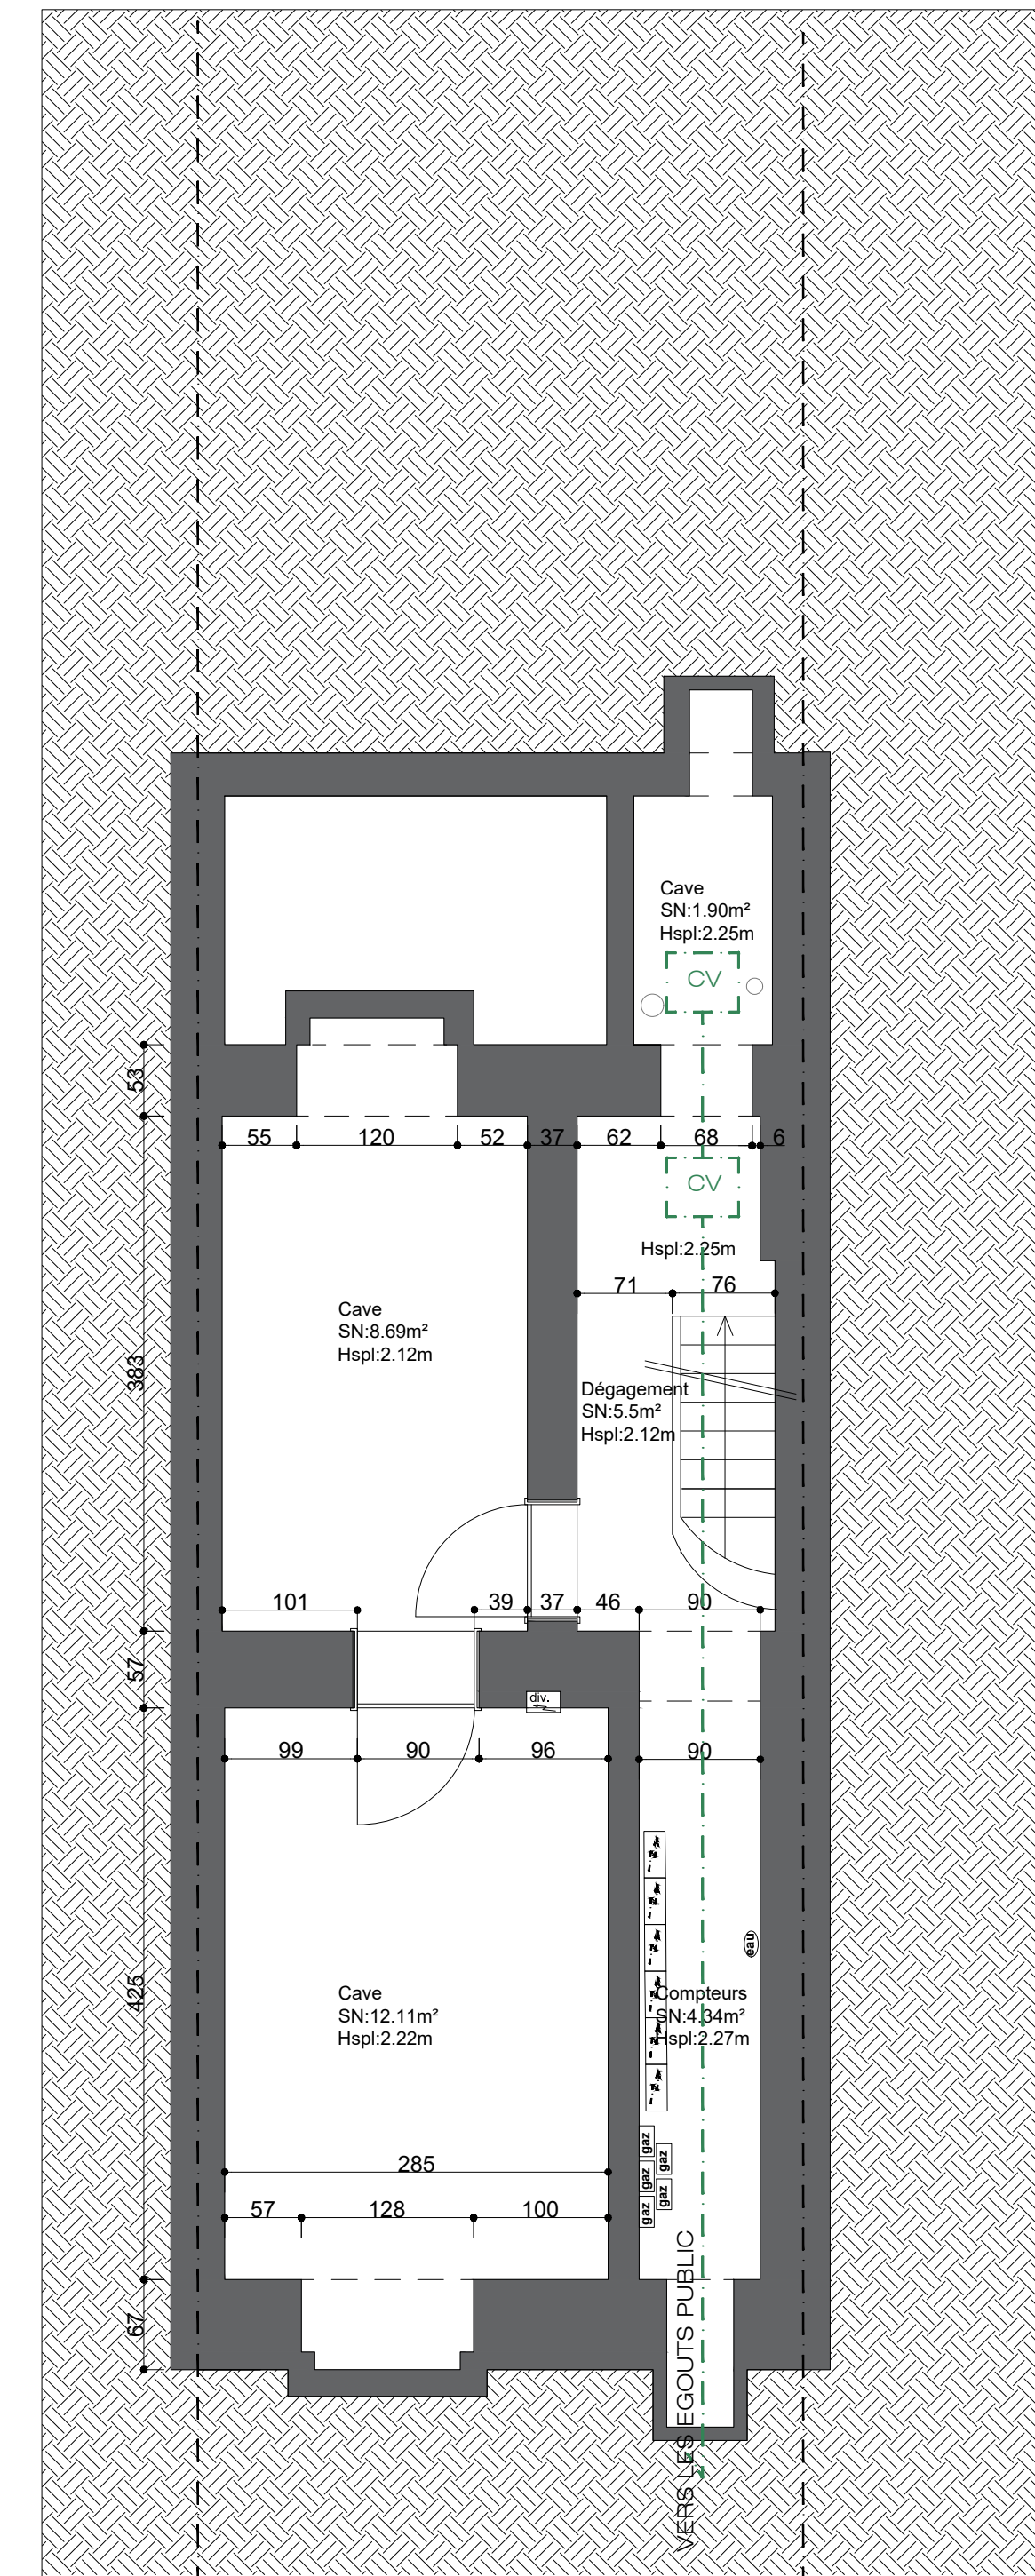 Cave
SN:1.90m²
Hspl:2.25m
CV
53
55 120 52 37 62 68 6
CV
Hspl:2.25m
71 76
Cave
SN:8.69m²
Hspl:2.12m
383
Dégagement
SN:5.5m²
Hspl:2.12m
101 39 37 46 90
57
div.
99 90 96 90
eau
425
Cave
SN:12.11m²
Hspl:2.22m
Compteurs
SN:4.34m²
Hspl:2.27m
gaz
gaz
gaz
gaz
gaz
285
57 128 100
67
VERS LES EGOUTS PUBLIC